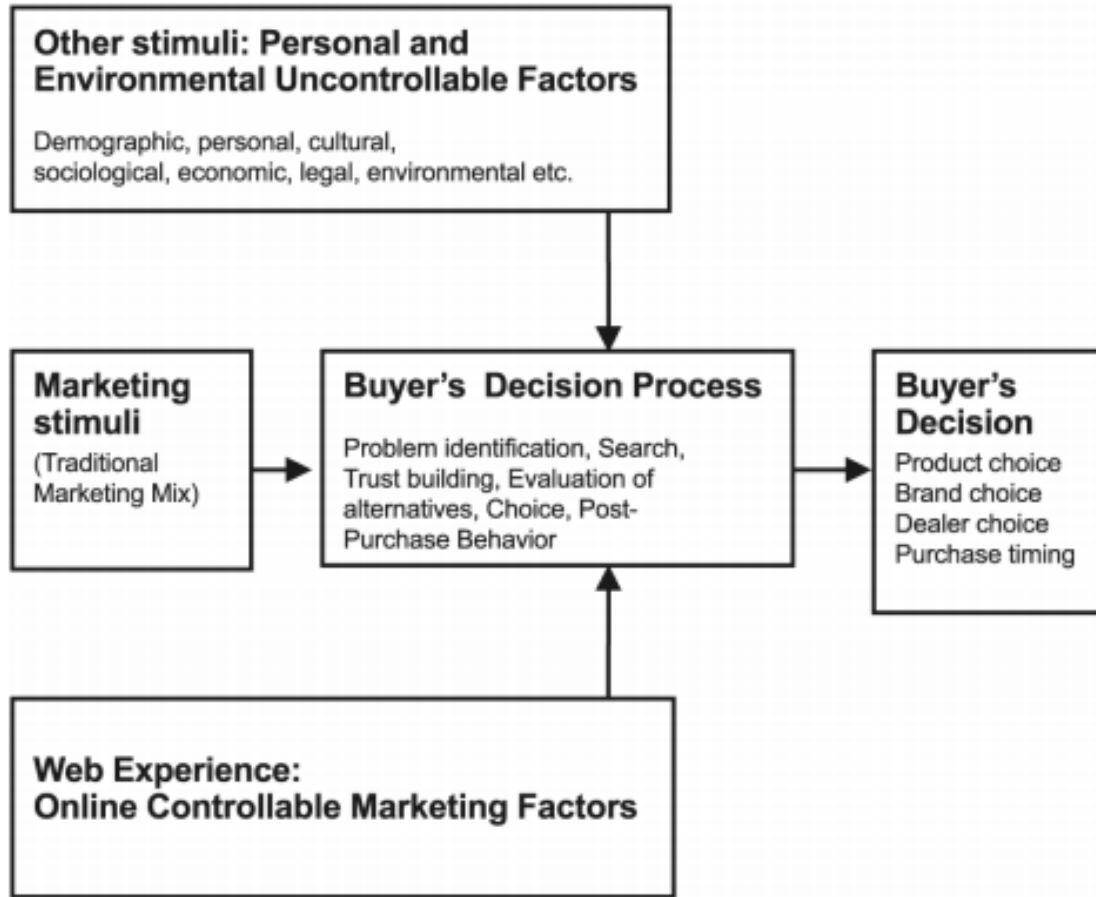 Other stimuli: Personal and
Environmental Uncontrollable Factors
Demographic, personal, cultural,
sociological, economic, legal, environmental etc.
Marketing
stimuli
(Traditional
Marketing Mix)
Buyer’s Decision Process
Problem identification, Search,
Trust building, Evaluation of
alternatives, Choice, Post-
Purchase Behavior
Buyer’s
Decision
Product choice
Brand choice
Dealer choice
Purchase timing
Web Experience:
Online Controllable Marketing Factors